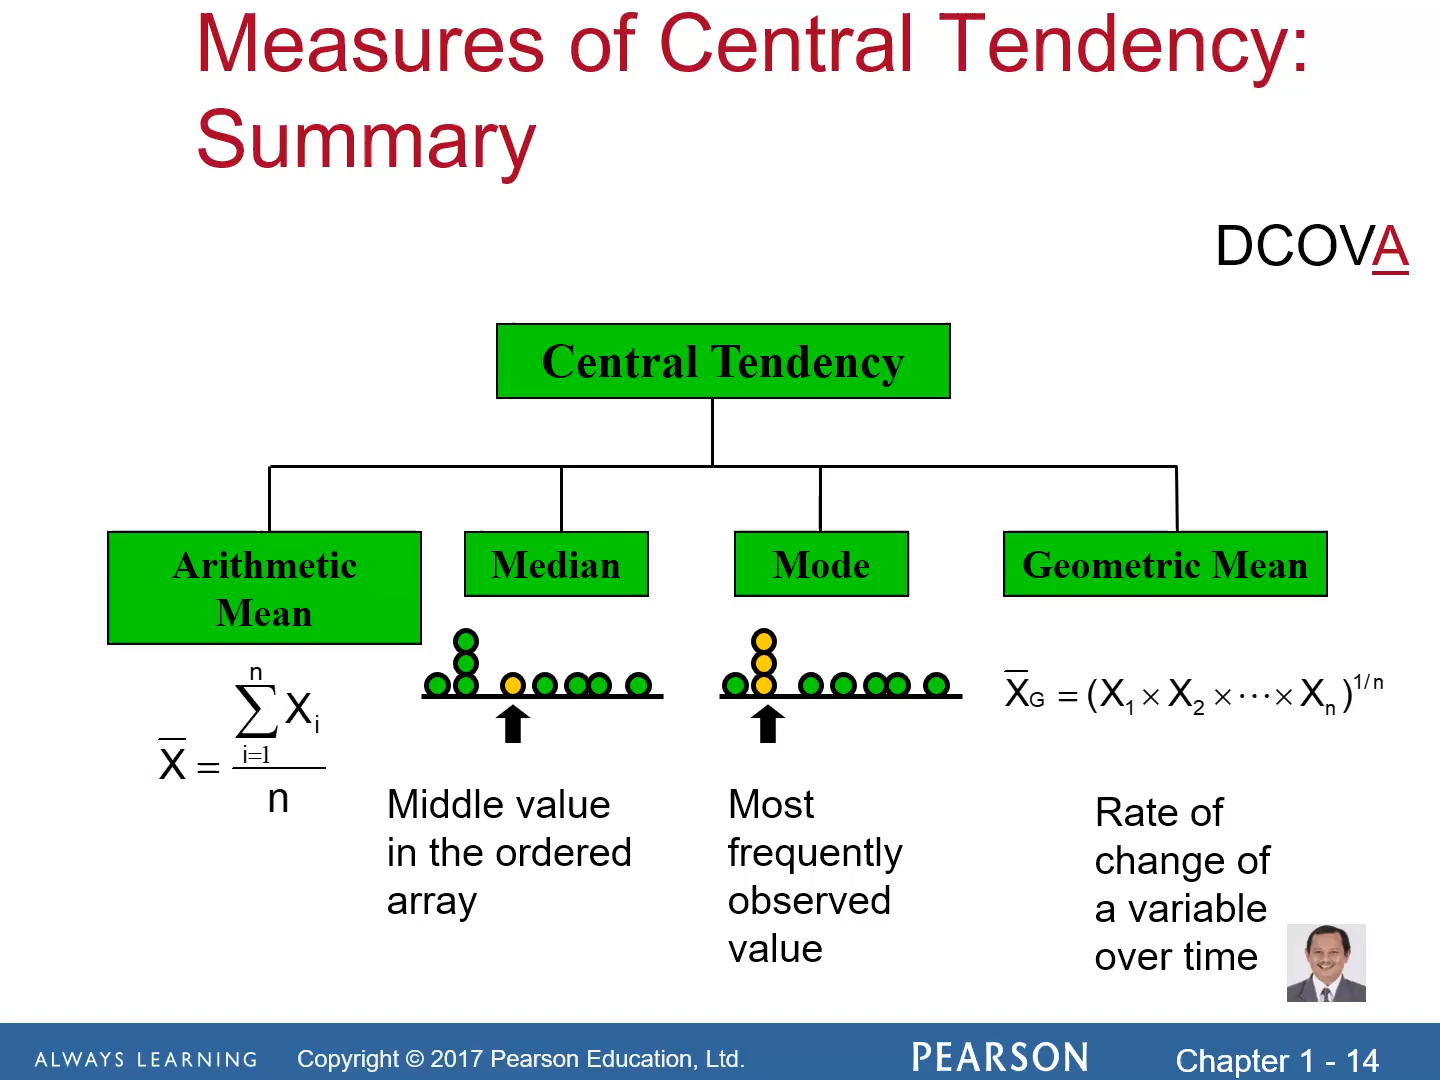 Measures of Central Tendency:
Summary
DCOVA
Central Tendency
Arithmetic
Mean
Median
Mode
Geometric Mean
X̄ = ∑ⁿᵢ₌₁ Xᵢ / n
X̄G = (X₁ × X₂ × ⋯ × Xₙ)^1/n
Middle value
in the ordered
array
Most
frequently
observed
value
Rate of
change of
a variable
over time
ALWAYS LEARNING
Copyright © 2017 Pearson Education, Ltd.
PEARSON
Chapter 1 - 14